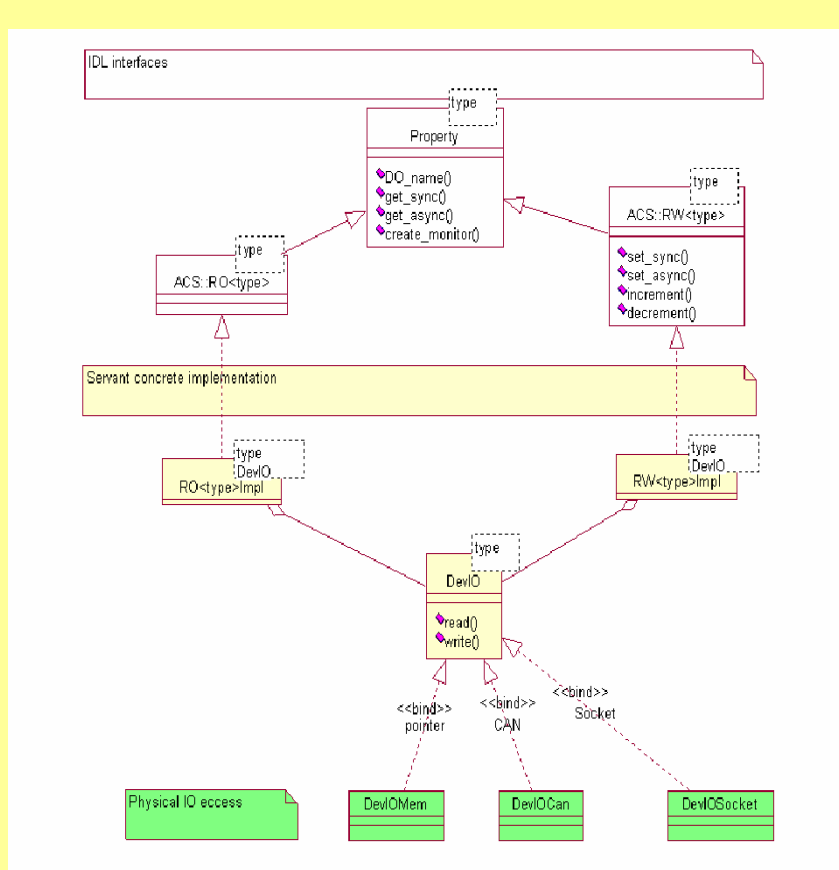 IDL interfaces
type
Property
DO_name()
get_sync()
get_async()
create_monitor()
type
ACS::RW<type>
set_sync()
set_async()
increment()
decrement()
type
ACS::RO<type>
Servant concrete implementation
type
DevIO
RO<type>Impl
type
DevIO
RW<type>Impl
type
DevIO
read()
write()
<<bind>>
pointer
<<bind>>
CAN
<<bind>>
Socket
Physical IO eccess
DevIOMem
DevIOCan
DevIOSocket